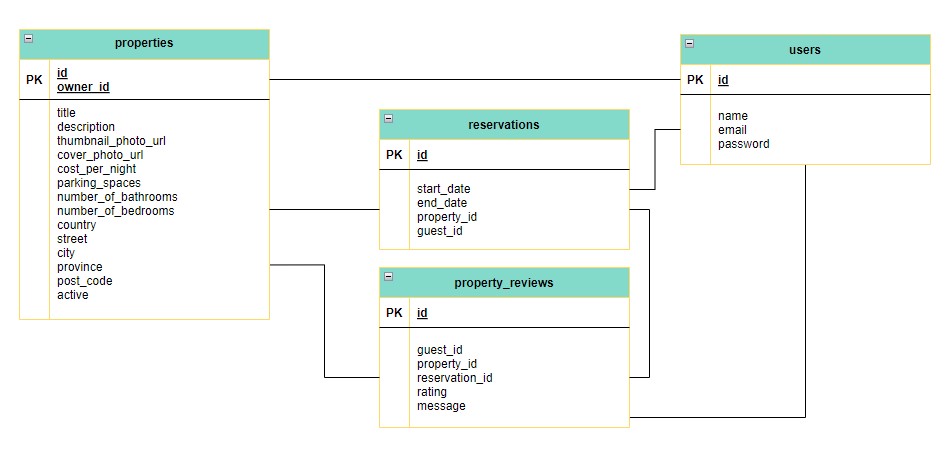 properties
PK
id
owner_id
title
description
thumbnail_photo_url
cover_photo_url
cost_per_night
parking_spaces
number_of_bathrooms
number_of_bedrooms
country
street
city
province
post_code
active
reservations
PK
id
start_date
end_date
property_id
guest_id
property_reviews
PK
id
guest_id
property_id
reservation_id
rating
message
users
PK
id
name
email
password